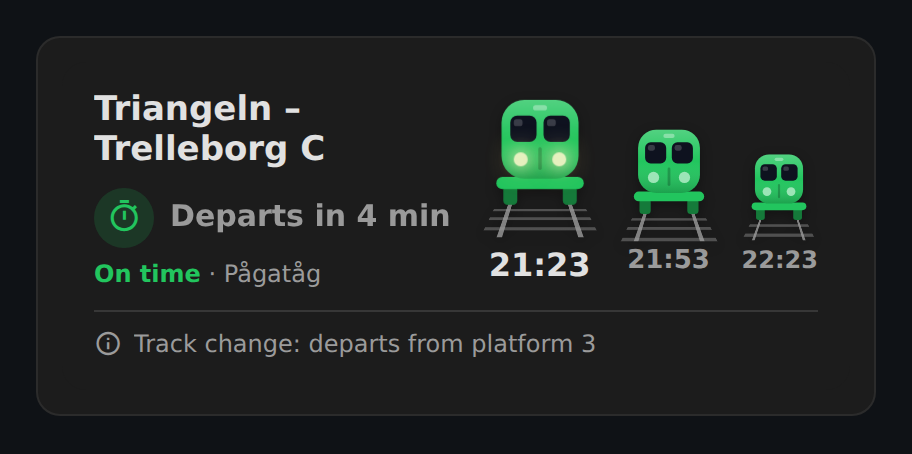 Triangeln –
Trelleborg C
Departs in 4 min
On time · Pågatåg
21:23
21:53
22:23
Track change: departs from platform 3